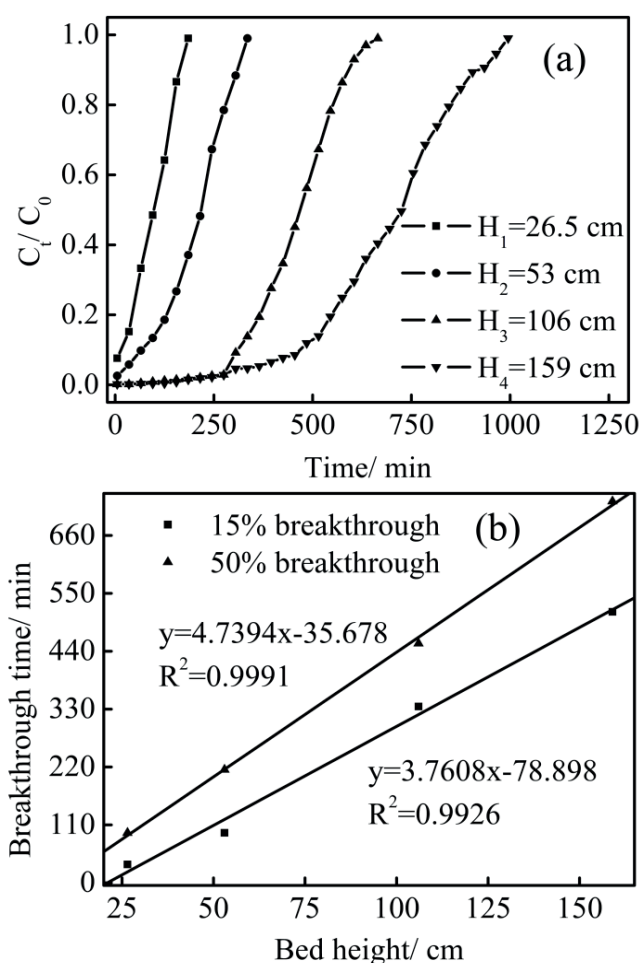 1.0
0.8
0.6
0.4
0.2
0.0
C_t / C_0
(a)
H_1=26.5 cm
H_2=53 cm
H_3=106 cm
H_4=159 cm
0 250 500 750 1000 1250
Time/ min
660
550
440
330
220
110
0
Breakthrough time/ min
15% breakthrough
50% breakthrough
(b)
y=4.7394x-35.678
R^2=0.9991
y=3.7608x-78.898
R^2=0.9926
25 50 75 100 125 150
Bed height/ cm